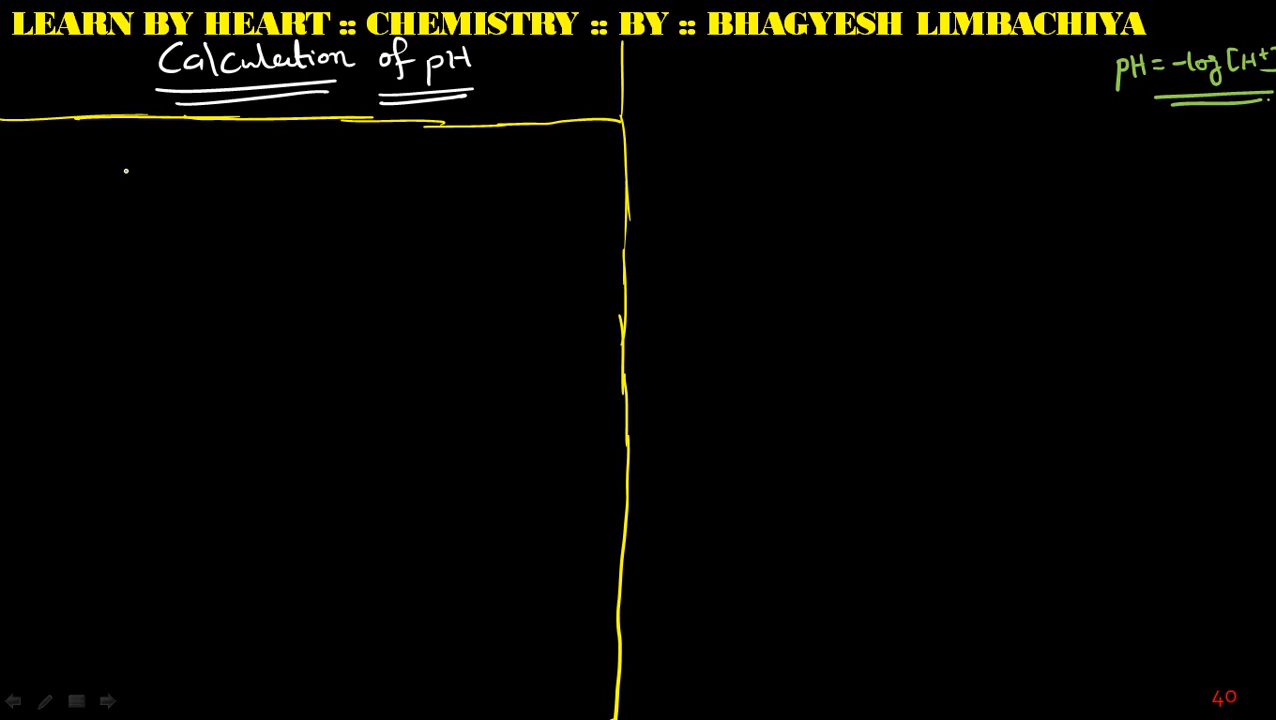 LEARN BY HEART :: CHEMISTRY :: BY :: BHAGYESH LIMBACHIYA
Calculation of pH
pH = -log [H+]
40